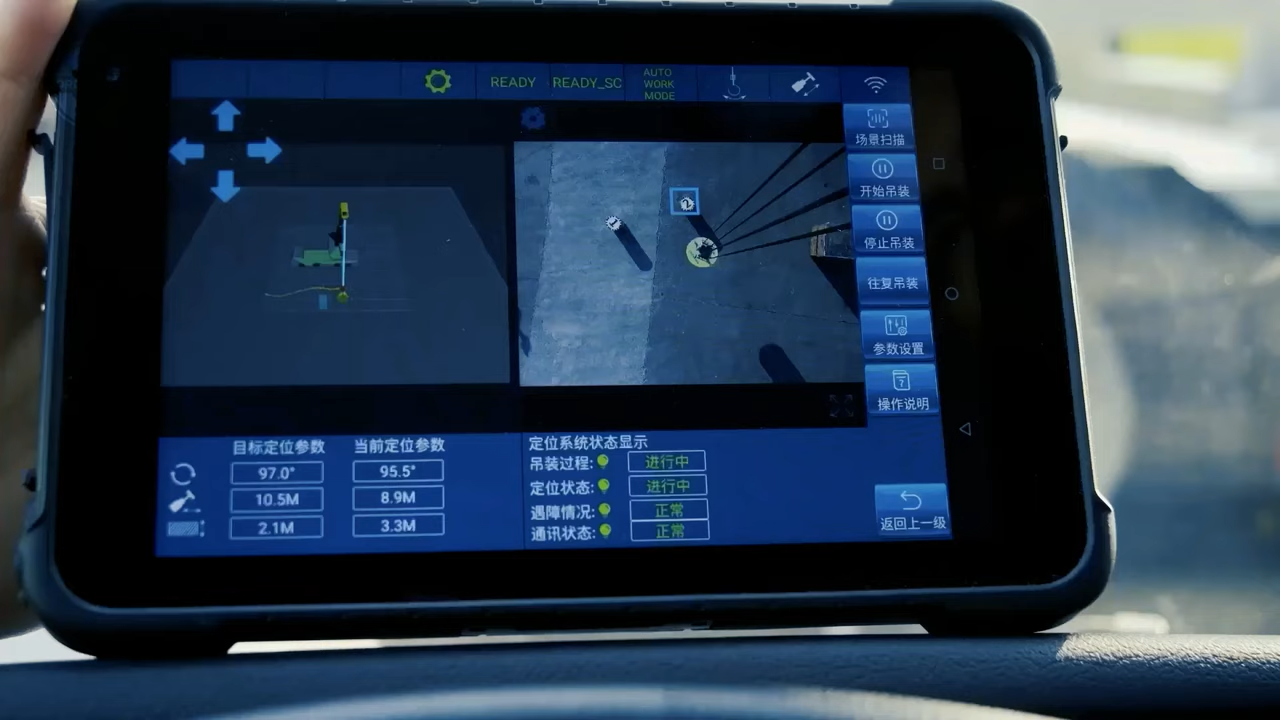 READY
READY_SC
AUTO
WORK
MODE
场景扫描
开始吊装
停止吊装
往复吊装
参数设置
操作说明
返回上一级
目标定位参数 当前定位参数
97.0° 95.5°
10.5M 8.9M
2.1M 3.3M
定位系统状态显示
吊装过程: 进行中
定位状态: 进行中
遇障情况: 正常
通讯状态: 正常